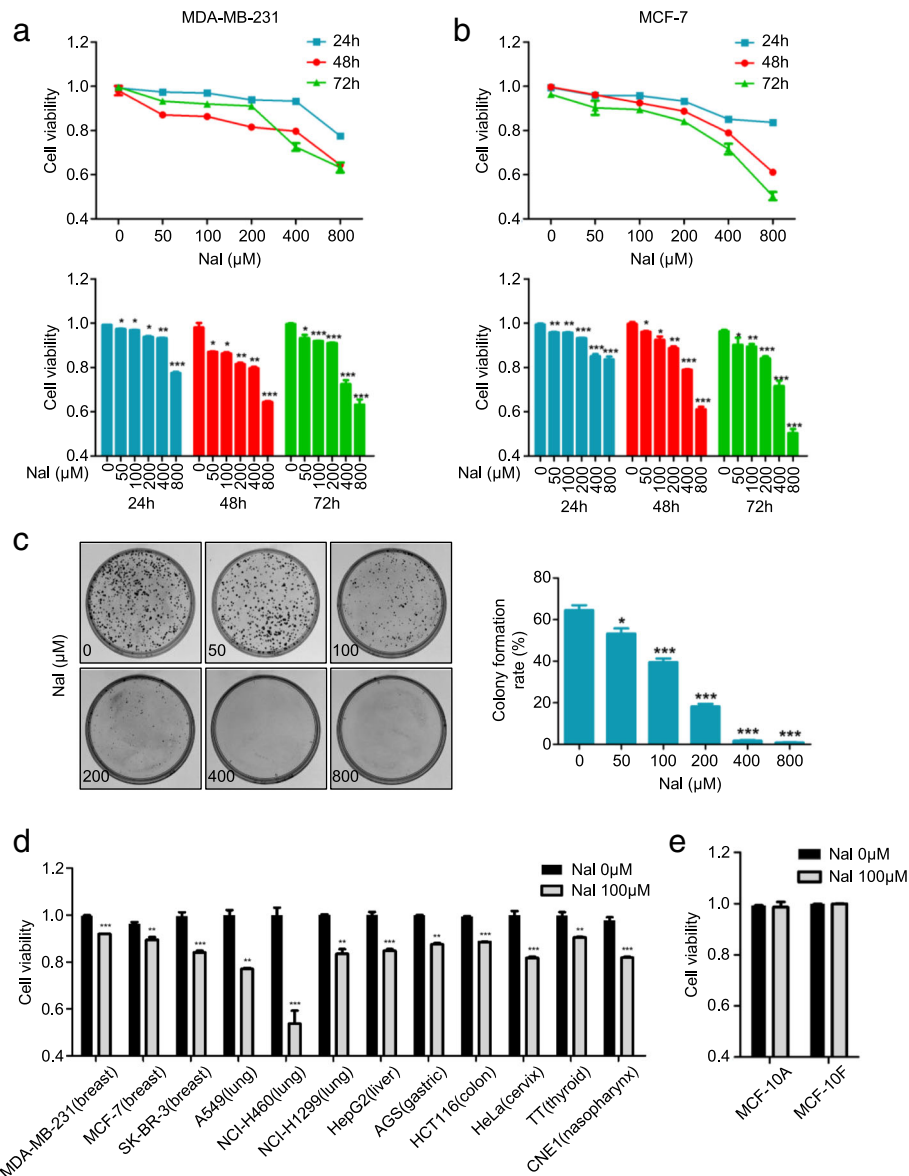 a
MDA-MB-231
1.2
1.0
0.8
0.6
0.4
Cell viability
24h
48h
72h
0 50 100 200 400 800
NaI (µM)
1.2
1.0
0.8
0.6
0.4
Cell viability
* * * ** ***
* * ** ** ***
* *** *** *** ***
NaI (µM)
0 50 100 200 400 800
0 50 100 200 400 800
0 50 100 200 400 800
24h 48h 72h
b
MCF-7
1.2
1.0
0.8
0.6
0.4
Cell viability
24h
48h
72h
0 50 100 200 400 800
NaI (µM)
1.2
1.0
0.8
0.6
0.4
Cell viability
** ** *** *** ***
* * ** *** ***
* ** *** *** ***
NaI (µM)
0 50 100 200 400 800
0 50 100 200 400 800
0 50 100 200 400 800
24h 48h 72h
c
NaI (µM)
0 50 100
200 400 800
80
60
40
20
0
Colony formation
rate (%)
* *** *** *** ***
0 50 100 200 400 800
NaI (µM)
d
NaI 0µM
NaI 100µM
1.2
1.0
0.8
0.6
0.4
Cell viability
*** ** *** ** *** ** *** ** *** *** ** ***
MDA-MB-231(breast)
MCF-7(breast)
SK-BR-3(breast)
A549(lung)
NCI-H460(lung)
NCI-H1299(lung)
HepG2(liver)
AGS(gastric)
HCT116(colon)
HeLa(cervix)
TT(thyroid)
CNE1(nasopharynx)
e
NaI 0µM
NaI 100µM
1.2
1.0
0.8
0.6
0.4
Cell viability
MCF-10A
MCF-10F